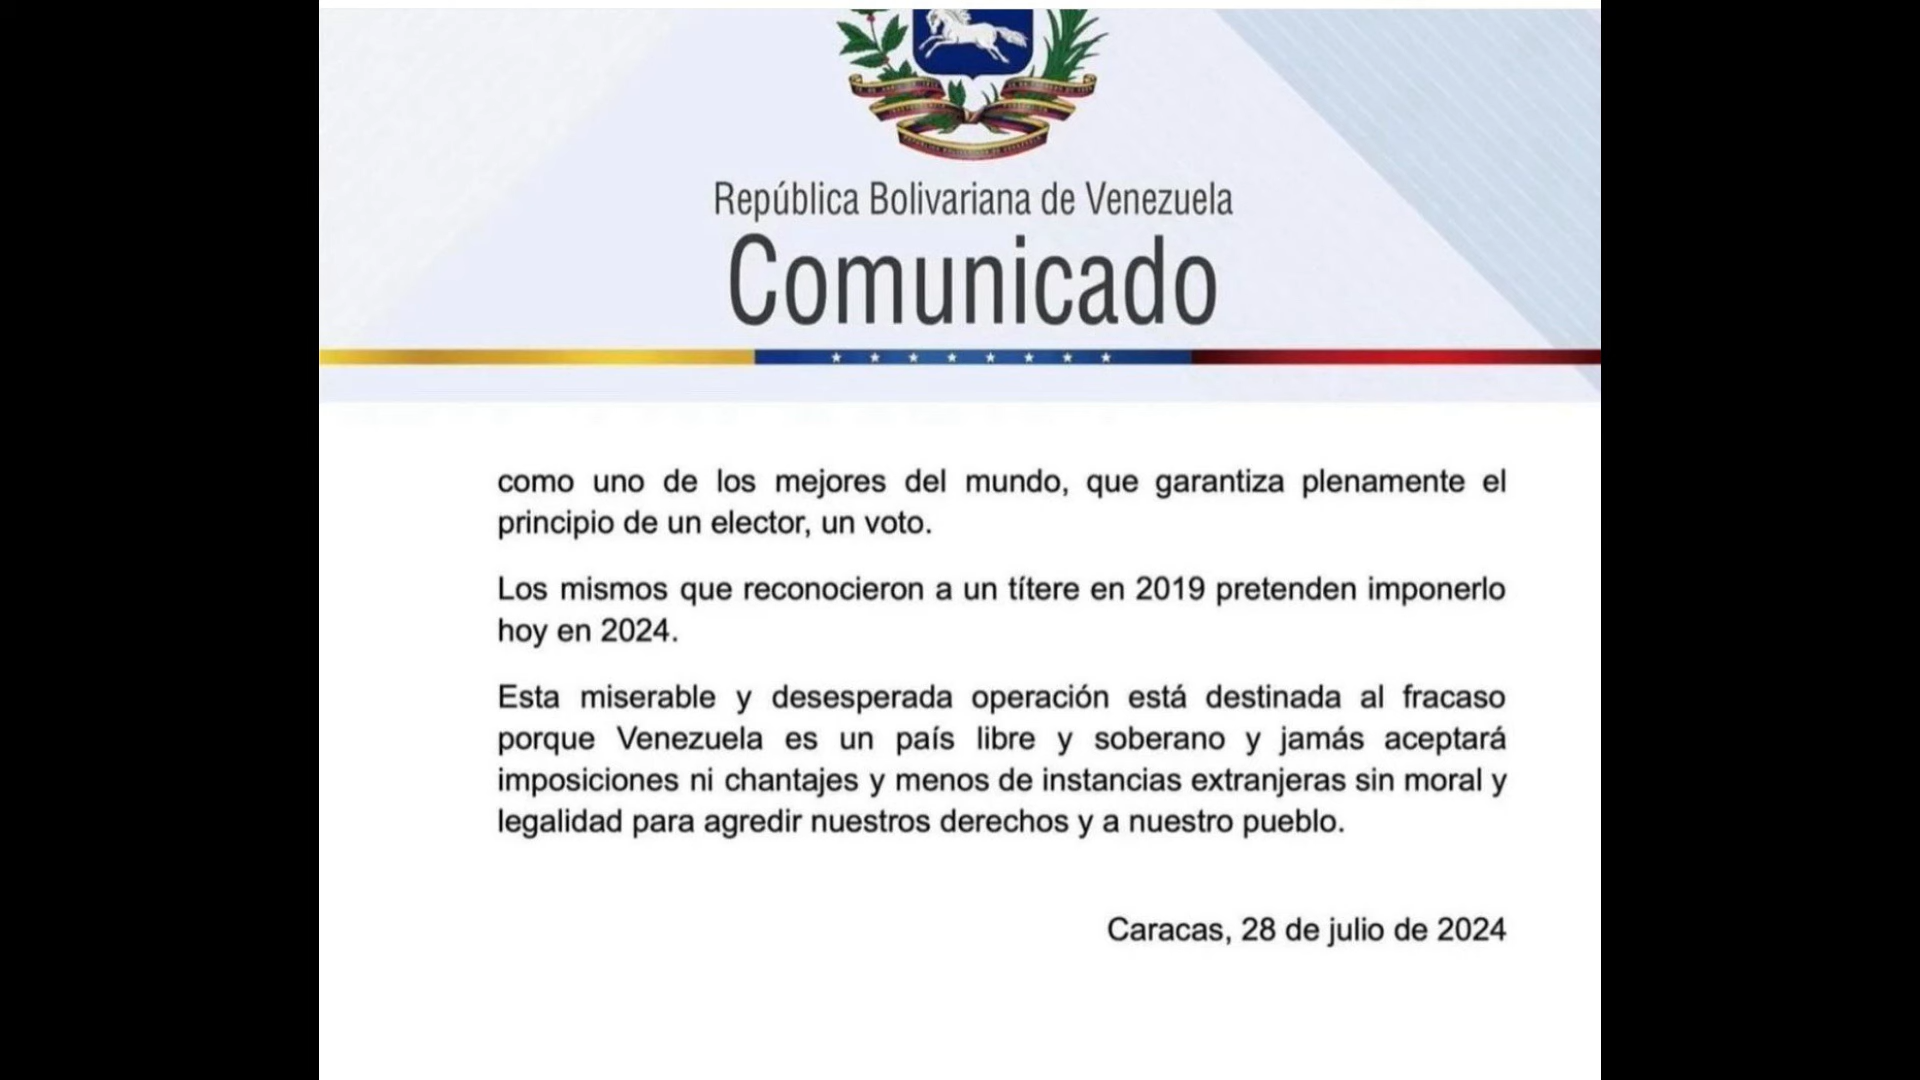 República Bolivariana de Venezuela
Comunicado
como uno de los mejores del mundo, que garantiza plenamente el
principio de un elector, un voto.
Los mismos que reconocieron a un títere en 2019 pretenden imponerlo
hoy en 2024.
Esta miserable y desesperada operación está destinada al fracaso
porque Venezuela es un país libre y soberano y jamás aceptará
imposiciones ni chantajes y menos de instancias extranjeras sin moral y
legalidad para agredir nuestros derechos y a nuestro pueblo.
Caracas, 28 de julio de 2024